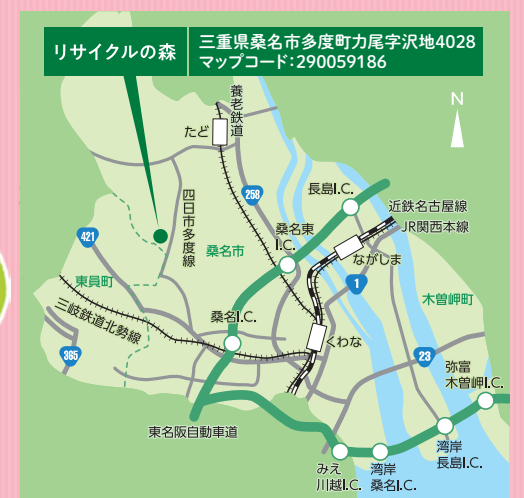 リサイクルの森
三重県桑名市多度町力尾字沢地4028
マップコード：290059186
養老鉄道
たど
N
四日市多度線
258
長島I.C.
近鉄名古屋線
JR関西本線
421
桑名市
桑名東
I.C.
ながしま
東員町
1
木曽岬町
三岐鉄道北勢線
桑名I.C.
くわな
365
23
弥富
木曽岬I.C.
東名阪自動車道
湾岸
長島I.C.
みえ
川越I.C.
湾岸
桑名I.C.